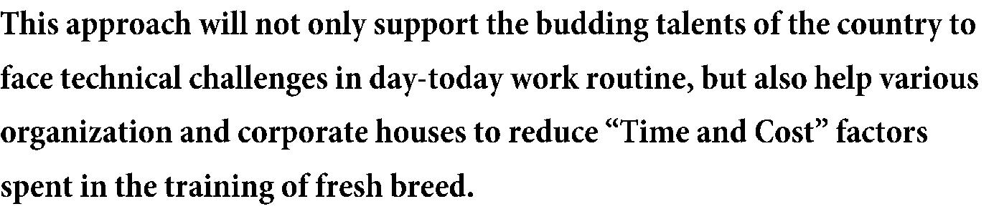 This approach will not only support the budding talents of the country to
face technical challenges in day-today work routine, but also help various
organization and corporate houses to reduce “Time and Cost” factors
spent in the training of fresh breed.